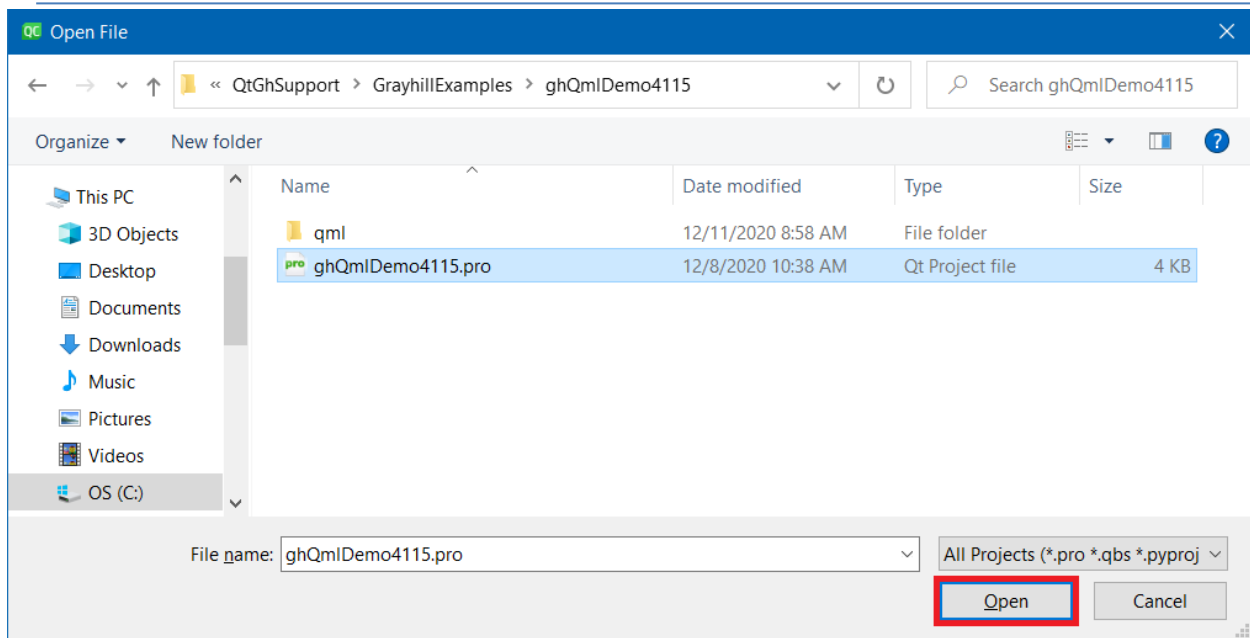 QC Open File
« QtGhSupport > GrayhillExamples > ghQmlDemo4115 Search ghQmlDemo4115
Organize New folder ?
Name Date modified Type Size
This PC
3D Objects
Desktop
Documents
Downloads
Music
Pictures
Videos
OS (C:)
qml 12/11/2020 8:58 AM File folder
pro ghQmlDemo4115.pro 12/8/2020 10:38 AM Qt Project file 4 KB
File name: ghQmlDemo4115.pro All Projects (*.pro *.qbs *.pyproj
Open Cancel